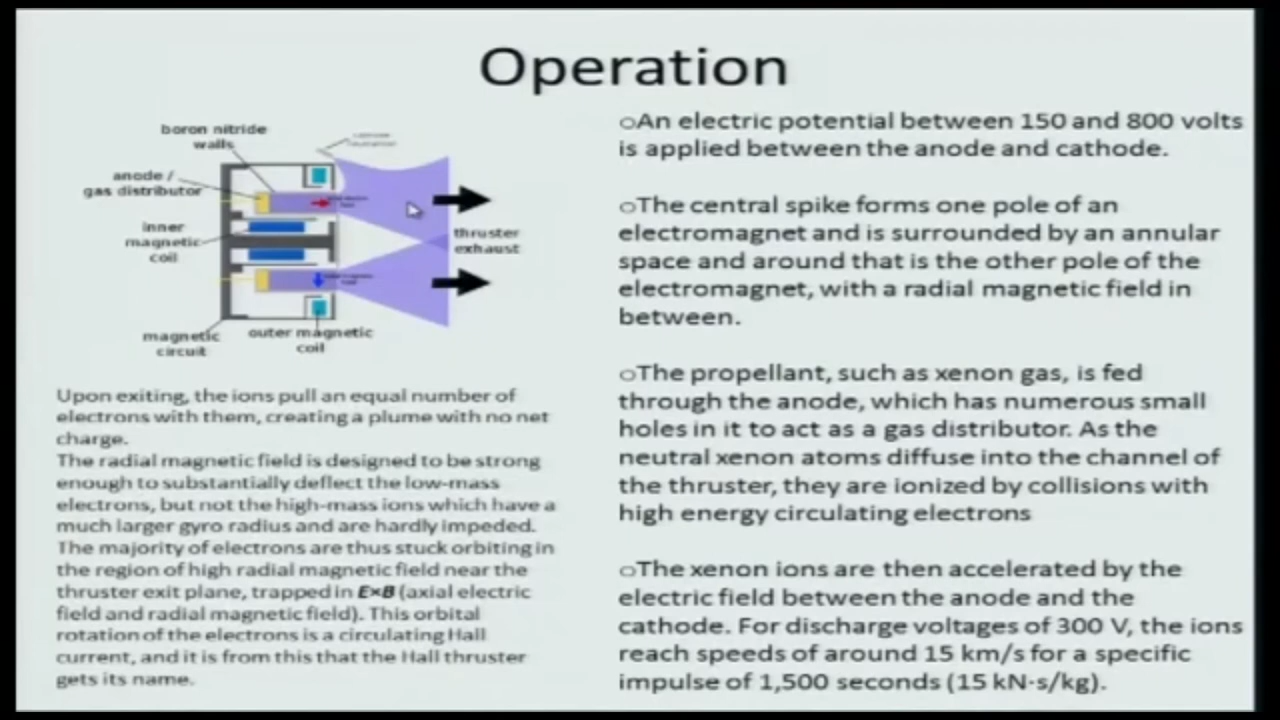 Operation
boron nitride
walls
anode /
gas distributor
inner
magnetic
coil
thruster
exhaust
magnetic
circuit
outer magnetic
coil
Upon exiting, the ions pull an equal number of
electrons with them, creating a plume with no net
charge.
The radial magnetic field is designed to be strong
enough to substantially deflect the low-mass
electrons, but not the high-mass ions which have a
much larger gyro radius and are hardly impeded.
The majority of electrons are thus stuck orbiting in
the region of high radial magnetic field near the
thruster exit plane, trapped in E×B (axial electric
field and radial magnetic field). This orbital
rotation of the electrons is a circulating Hall
current, and it is from this that the Hall thruster
gets its name.
○An electric potential between 150 and 800 volts
is applied between the anode and cathode.
○The central spike forms one pole of an
electromagnet and is surrounded by an annular
space and around that is the other pole of the
electromagnet, with a radial magnetic field in
between.
○The propellant, such as xenon gas, is fed
through the anode, which has numerous small
holes in it to act as a gas distributor. As the
neutral xenon atoms diffuse into the channel of
the thruster, they are ionized by collisions with
high energy circulating electrons
○The xenon ions are then accelerated by the
electric field between the anode and the
cathode. For discharge voltages of 300 V, the ions
reach speeds of around 15 km/s for a specific
impulse of 1,500 seconds (15 kN·s/kg).